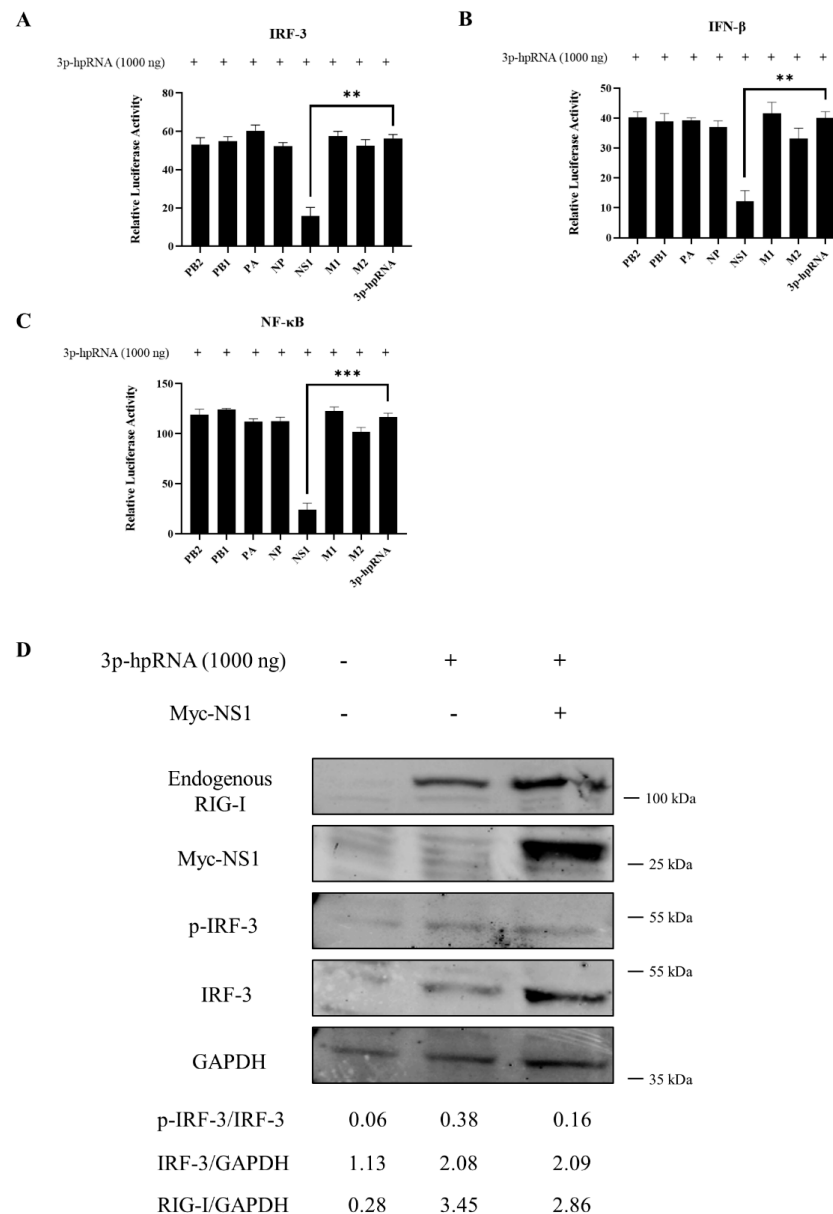 A
IRF-3
3p-hpRNA (1000 ng) + + + + + + + +
**
Relative Luciferase Activity
80
60
40
20
0
PB2 PB1 PA NP NS1 M1 M2 3p-hpRNA
B
IFN-β
3p-hpRNA (1000 ng) + + + + + + + +
**
Relative Luciferase Activity
50
40
30
20
10
0
PB2 PB1 PA NP NS1 M1 M2 3p-hpRNA
C
NF-κB
3p-hpRNA (1000 ng) + + + + + + + +
***
Relative Luciferase Activity
150
100
50
0
PB2 PB1 PA NP NS1 M1 M2 3p-hpRNA
D
3p-hpRNA (1000 ng) - + +
Myc-NS1 - - +
Endogenous
RIG-I
100 kDa
Myc-NS1
25 kDa
p-IRF-3
55 kDa
IRF-3
55 kDa
GAPDH
35 kDa
p-IRF-3/IRF-3 0.06 0.38 0.16
IRF-3/GAPDH 1.13 2.08 2.09
RIG-I/GAPDH 0.28 3.45 2.86